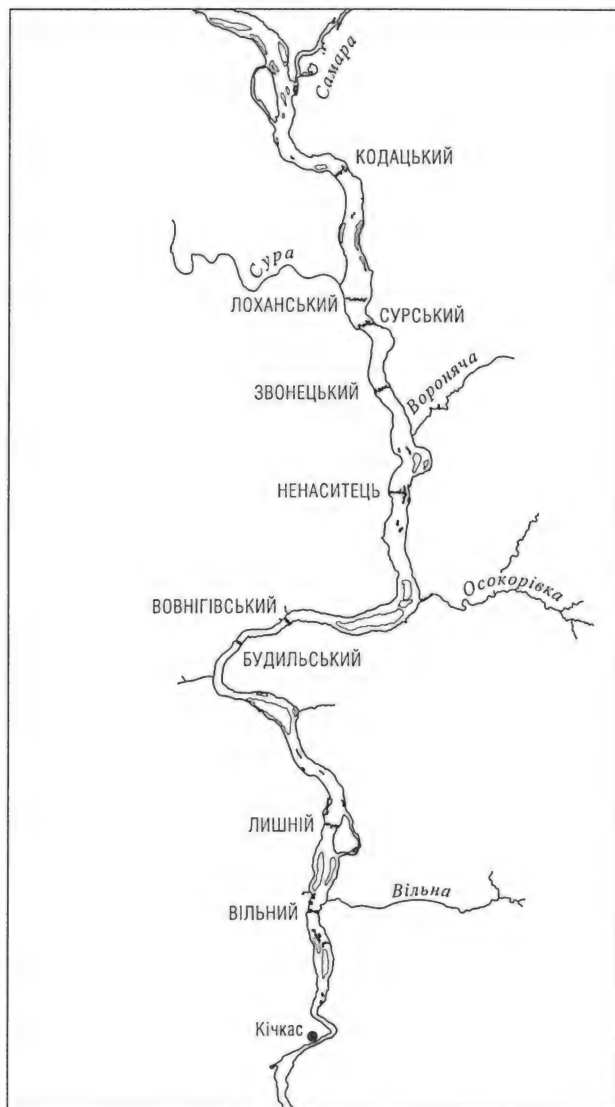 Самара
КОДАЦЬКИЙ
Сура
ЛОХАНСЬКИЙ
СУРСЬКИЙ
Вороняча
ЗВОНЕЦЬКИЙ
НЕНАСИТЕЦЬ
Осокорівка
ВОВНІГІВСЬКИЙ
БУДИЛЬСЬКИЙ
ЛИШНІЙ
Вільна
ВІЛЬНИЙ
Кічкас